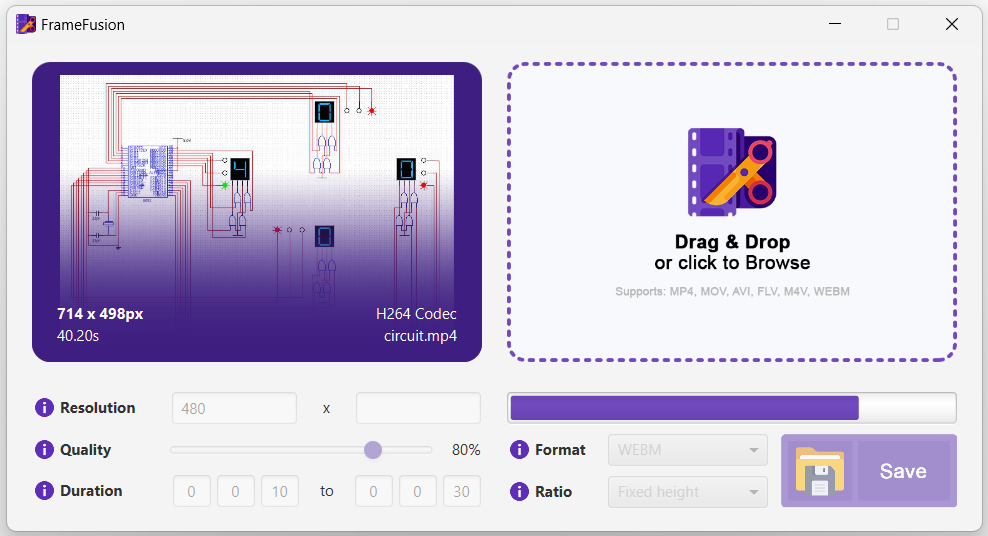 FrameFusion
714 x 498px
H264 Codec
40.20s
circuit.mp4
Drag & Drop
or click to Browse
Supports: MP4, MOV, AVI, FLV, M4V, WEBM
Resolution
480
x
Quality
80%
Duration
0
0
10
to
0
0
30
Format
WEBM
Ratio
Fixed height
Save